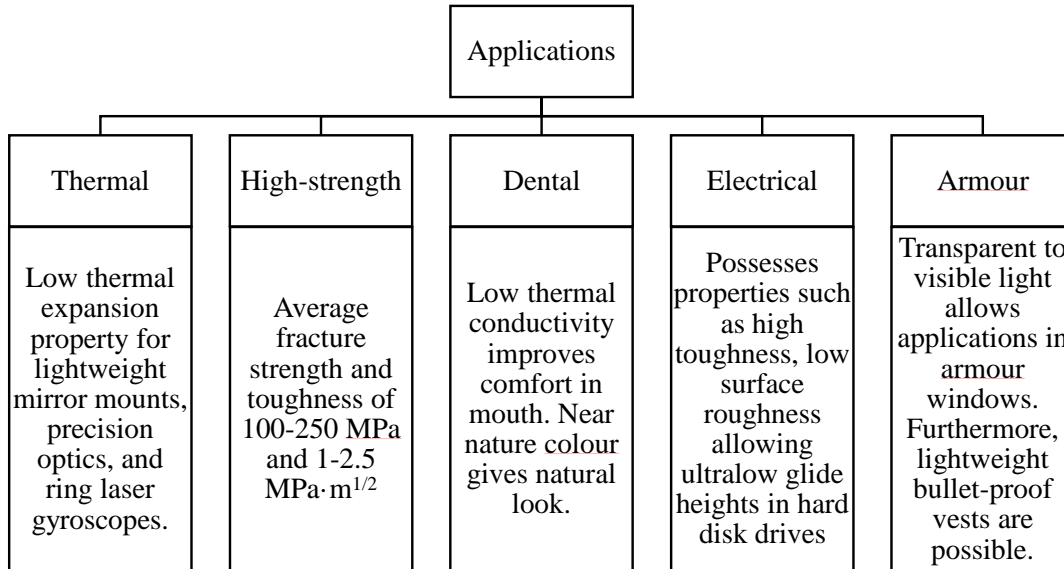 Applications
Thermal
Low thermal
expansion
property for
lightweight
mirror mounts,
precision
optics, and
ring laser
gyroscopes.
High-strength
Average
fracture
strength and
toughness of
100-250 MPa
and 1-2.5
MPa·m¹/²
Dental
Low thermal
conductivity
improves
comfort in
mouth. Near
nature colour
gives natural
look.
Electrical
Possesses
properties such
as high
toughness, low
surface
roughness
allowing
ultralow glide
heights in hard
disk drives
Armour
Transparent to
visible light
allows
applications in
armour
windows.
Furthermore,
lightweight
bullet-proof
vests are
possible.